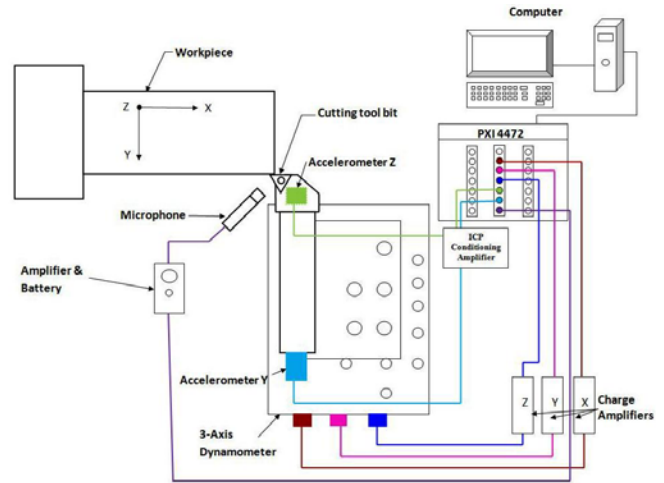 Computer
Workpiece
Z
X
Y
Cutting tool bit
PXI 4472
Accelerometer Z
Microphone
ICP
Conditioning
Amplifier
Amplifier &
Battery
Accelerometer Y
Z
Y
X
Charge
Amplifiers
3-Axis
Dynamometer